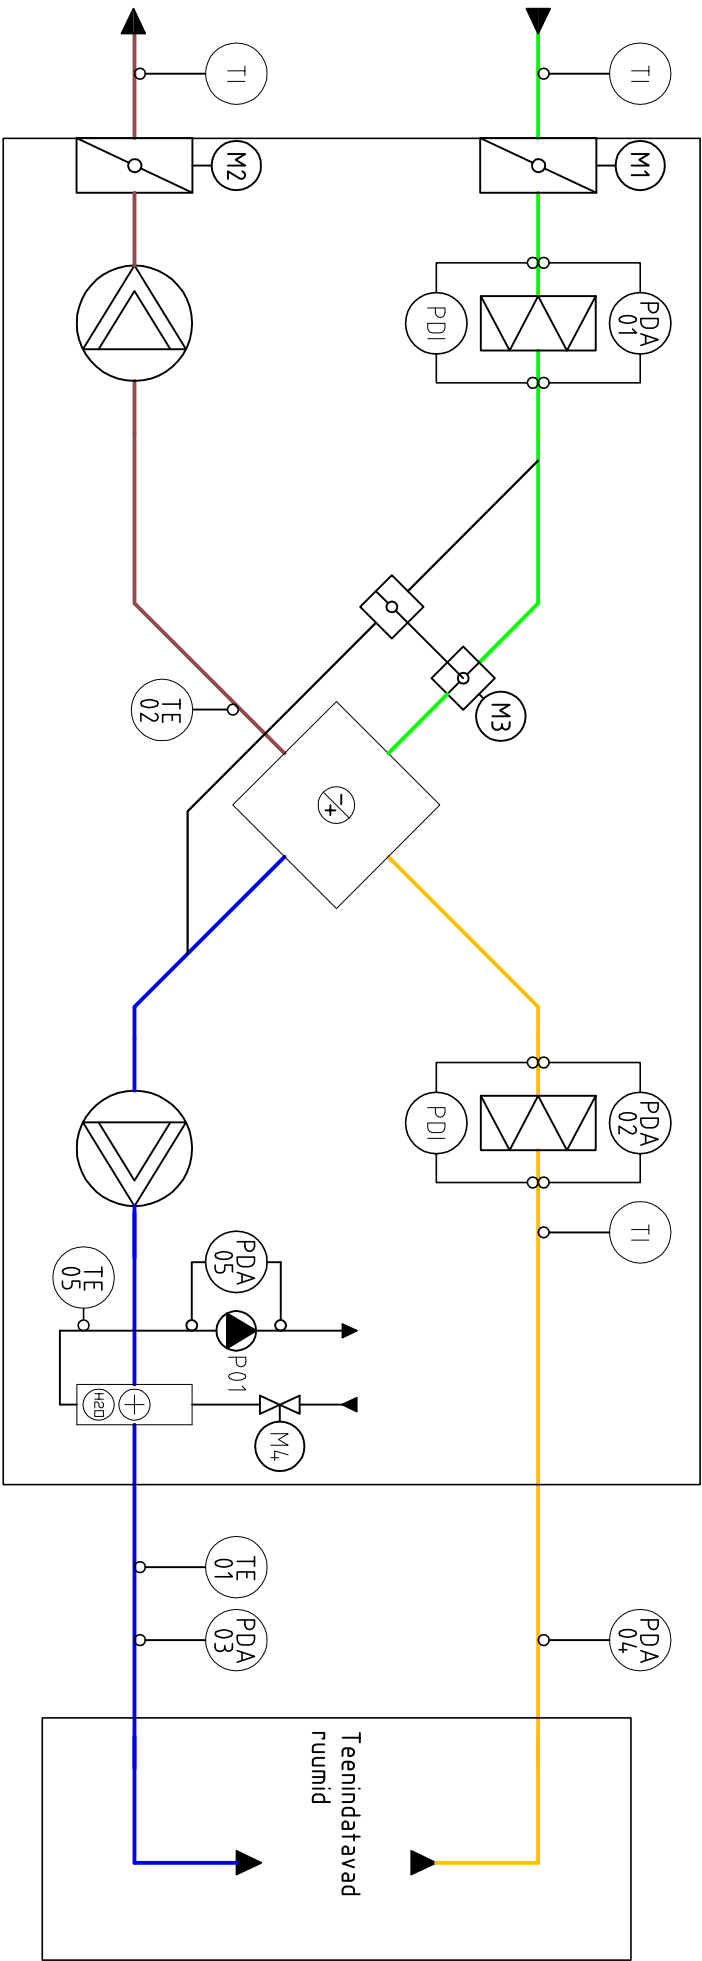 TI
TI
M2
M1
PDI
PDA
01
M3
TE
02
-+
PDI
PDA
02
TI
PDA
05
TE
05
P01
H2O
+
M4
TE
01
PDA
03
PDA
04
Teenindatavad
ruumid